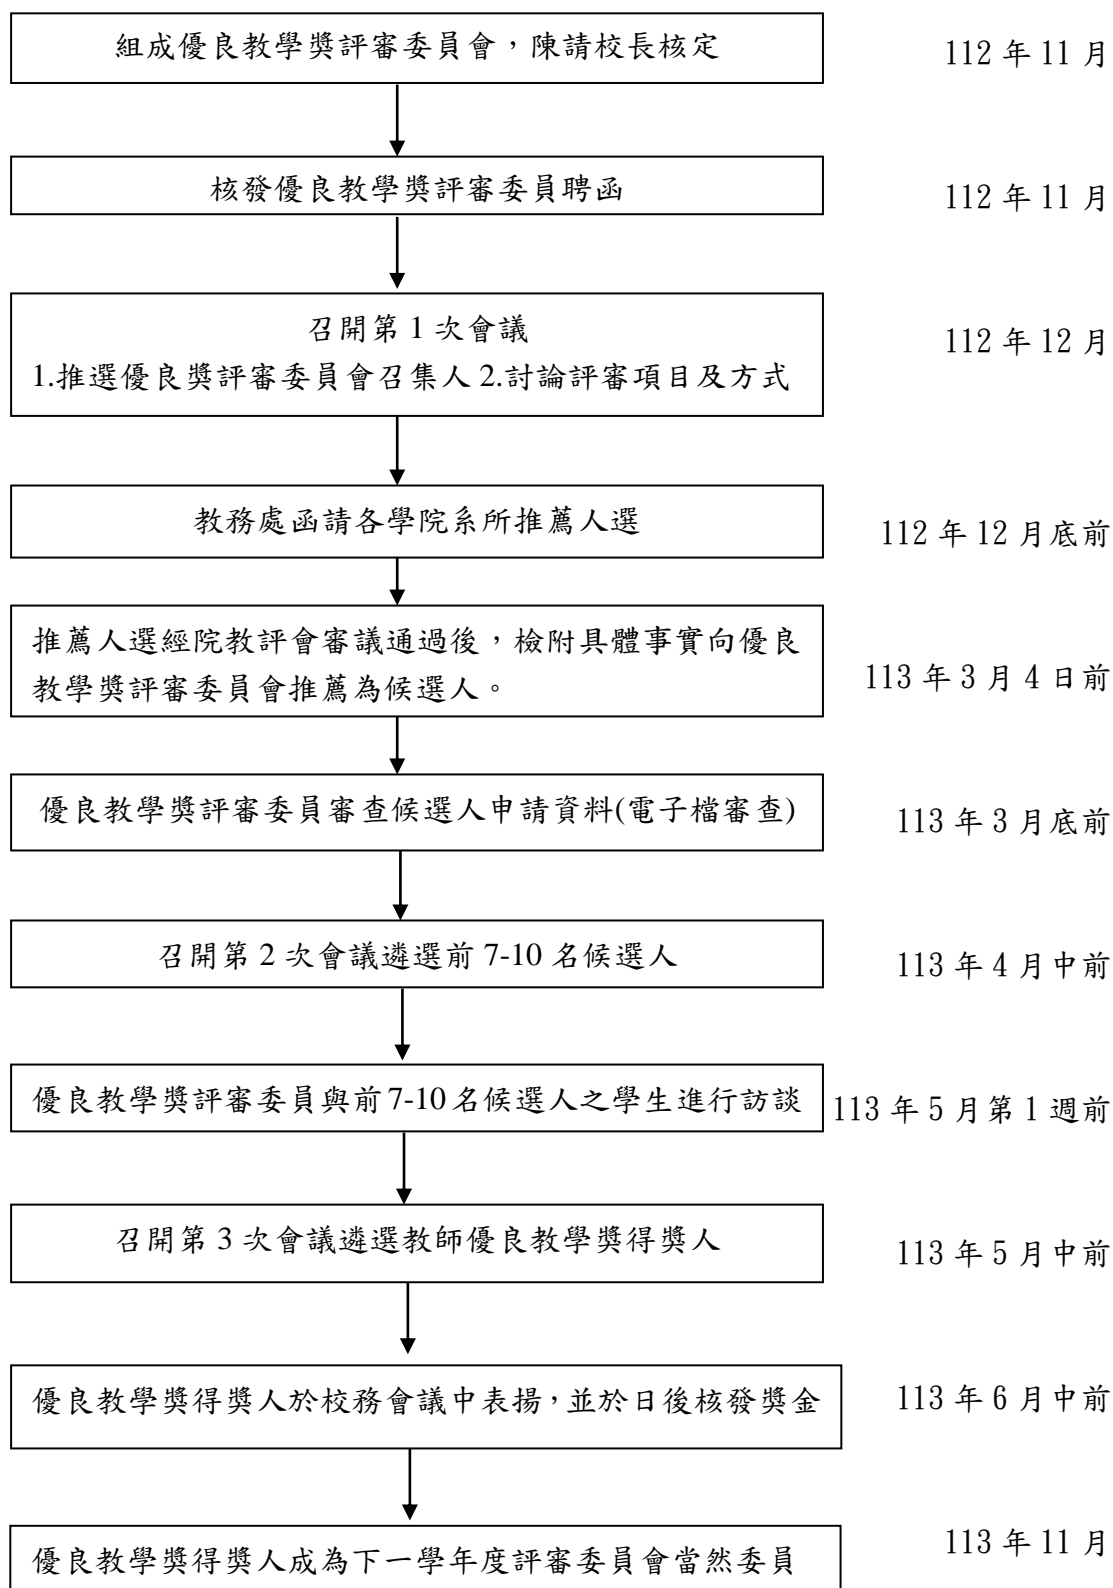 組成優良教學獎評審委員會，陳請校長核定
112 年 11 月
核發優良教學獎評審委員聘函
112 年 11 月
召開第 1 次會議
1.推選優良獎評審委員會召集人 2.討論評審項目及方式
112 年 12 月
教務處函請各學院系所推薦人選
112 年 12 月底前
推薦人選經院教評會審議通過後，檢附具體事實向優良
教學獎評審委員會推薦為候選人。
113 年 3 月 4 日前
優良教學獎評審委員審查候選人申請資料(電子檔審查)
113 年 3 月底前
召開第 2 次會議遴選前 7-10 名候選人
113 年 4 月中前
優良教學獎評審委員與前 7-10 名候選人之學生進行訪談
113 年 5 月第 1 週前
召開第 3 次會議遴選教師優良教學獎得獎人
113 年 5 月中前
優良教學獎得獎人於校務會議中表揚，並於日後核發獎金
113 年 6 月中前
優良教學獎得獎人成為下一學年度評審委員會當然委員
113 年 11 月